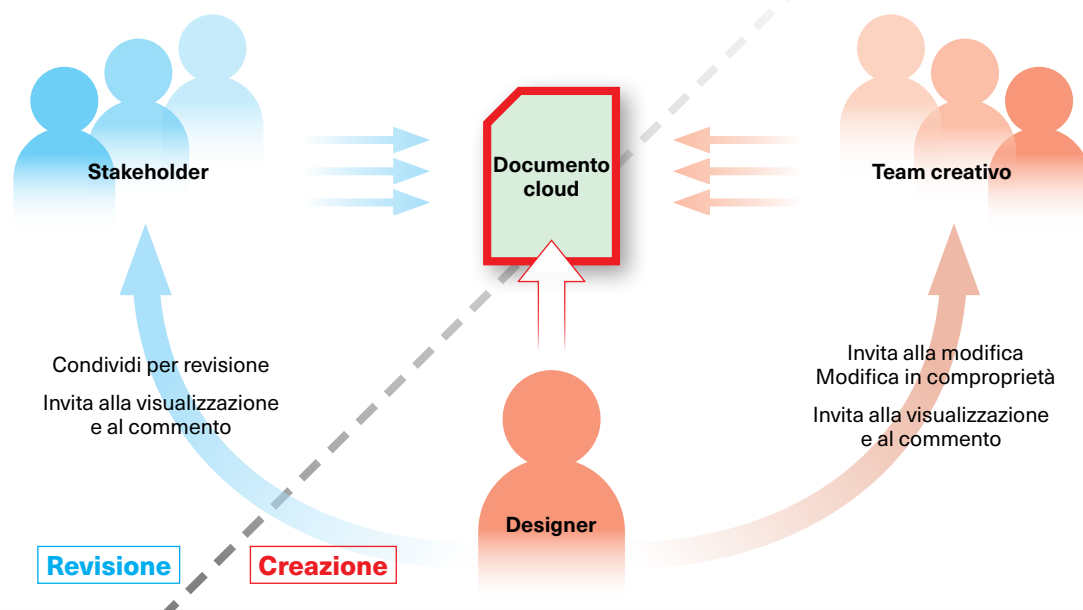 Stakeholder
Documento
cloud
Team creativo
Condividi per revisione
Invita alla visualizzazione
e al commento
Invita alla modifica
Modifica in comproprietà
Invita alla visualizzazione
e al commento
Designer
Revisione
Creazione